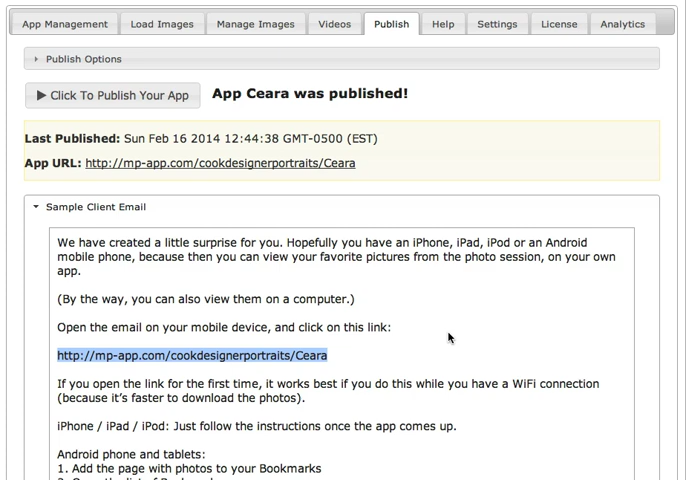 App Management Load Images Manage Images Videos Publish Help Settings License Analytics
Publish Options
Click To Publish Your App App Ceara was published!
Last Published: Sun Feb 16 2014 12:44:38 GMT-0500 (EST)
App URL: http://mp-app.com/cookdesignerportraits/Ceara
Sample Client Email
We have created a little surprise for you. Hopefully you have an iPhone, iPad, iPod or an Android
mobile phone, because then you can view your favorite pictures from the photo session, on your own
app.
(By the way, you can also view them on a computer.)
Open the email on your mobile device, and click on this link:
http://mp-app.com/cookdesignerportraits/Ceara
If you open the link for the first time, it works best if you do this while you have a WiFi connection
(because it's faster to download the photos).
iPhone / iPad / iPod: Just follow the instructions once the app comes up.
Android phone and tablets:
1. Add the page with photos to your Bookmarks